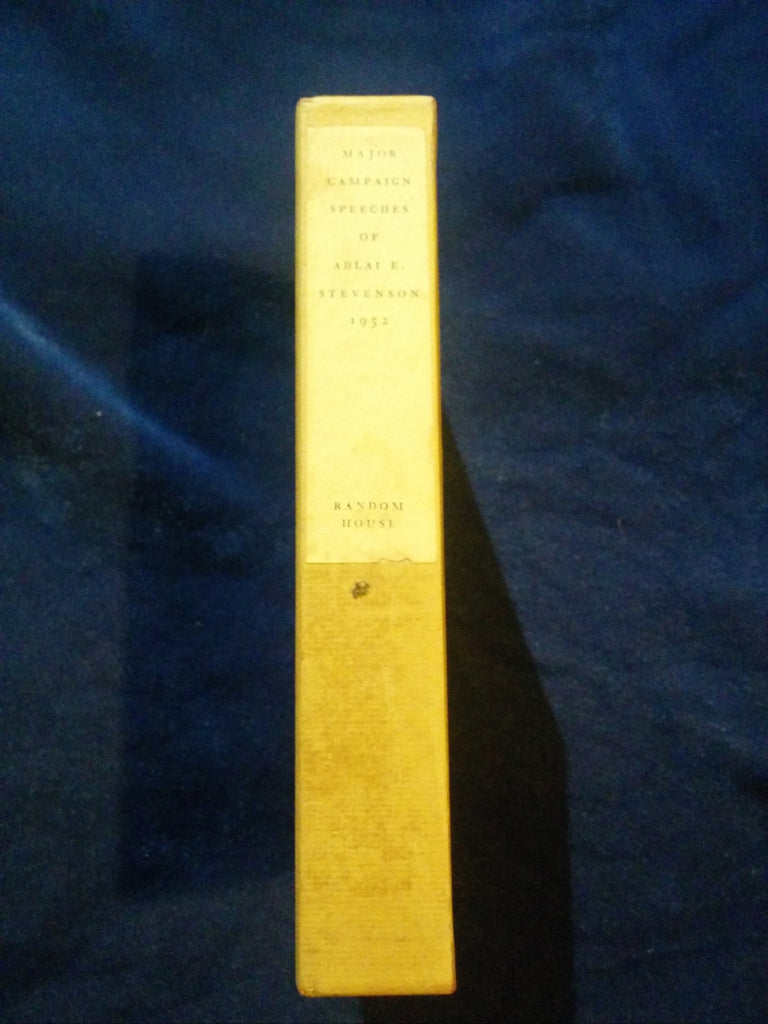 MAJOR
CAMPAIGN
SPEECHES
OF
ADLAI E.
STEVENSON
1952
RANDOM
HOUSE